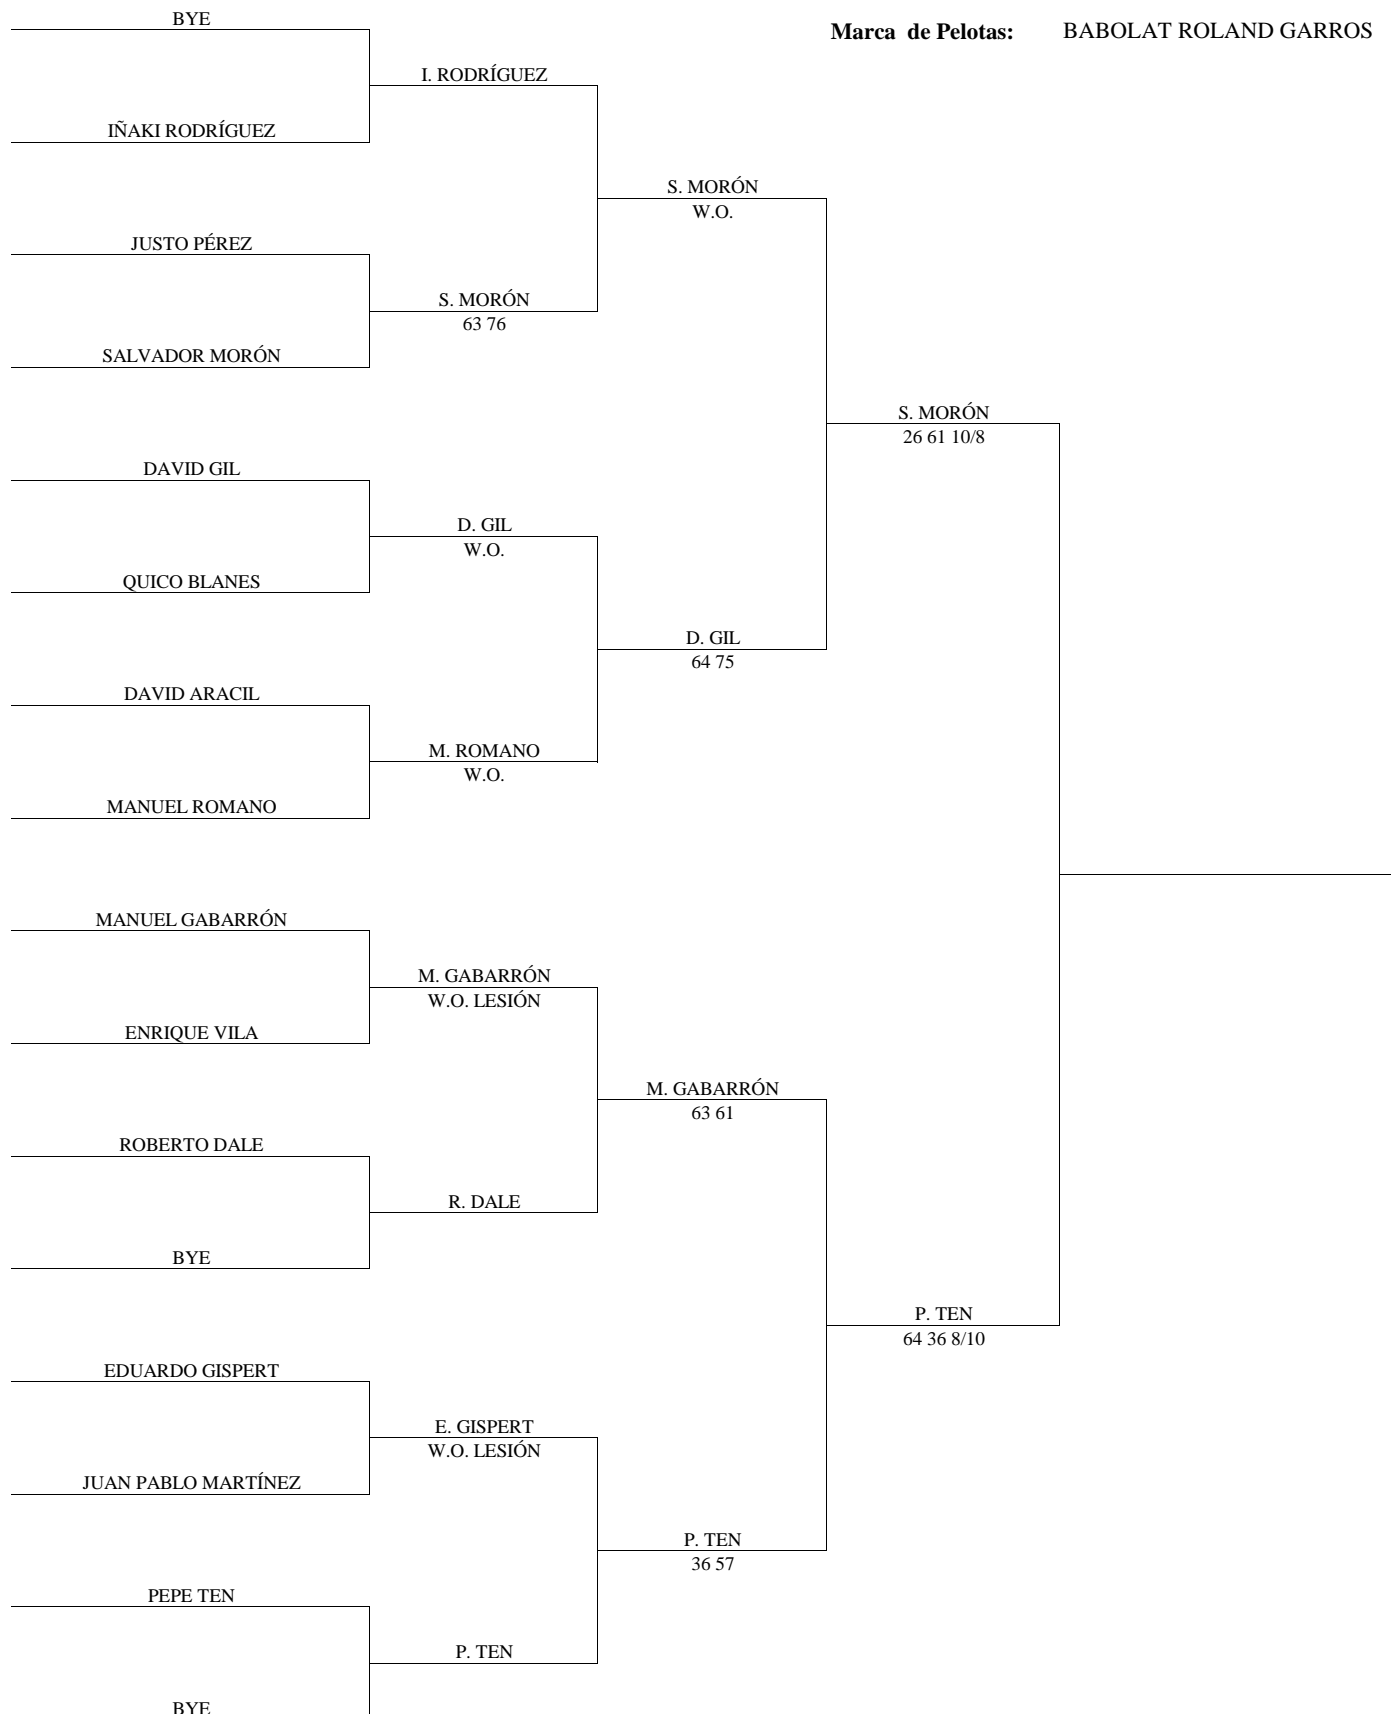 BYE
Marca de Pelotas: BABOLAT ROLAND GARROS
I. RODRÍGUEZ
IÑAKI RODRÍGUEZ
S. MORÓN
W.O.
JUSTO PÉREZ
S. MORÓN
63 76
SALVADOR MORÓN
S. MORÓN
26 61 10/8
DAVID GIL
D. GIL
W.O.
QUICO BLANES
D. GIL
64 75
DAVID ARACIL
M. ROMANO
W.O.
MANUEL ROMANO
MANUEL GABARRÓN
M. GABARRÓN
W.O. LESIÓN
ENRIQUE VILA
M. GABARRÓN
63 61
ROBERTO DALE
R. DALE
BYE
P. TEN
64 36 8/10
EDUARDO GISPERT
E. GISPERT
W.O. LESIÓN
JUAN PABLO MARTÍNEZ
P. TEN
36 57
PEPE TEN
P. TEN
BYE